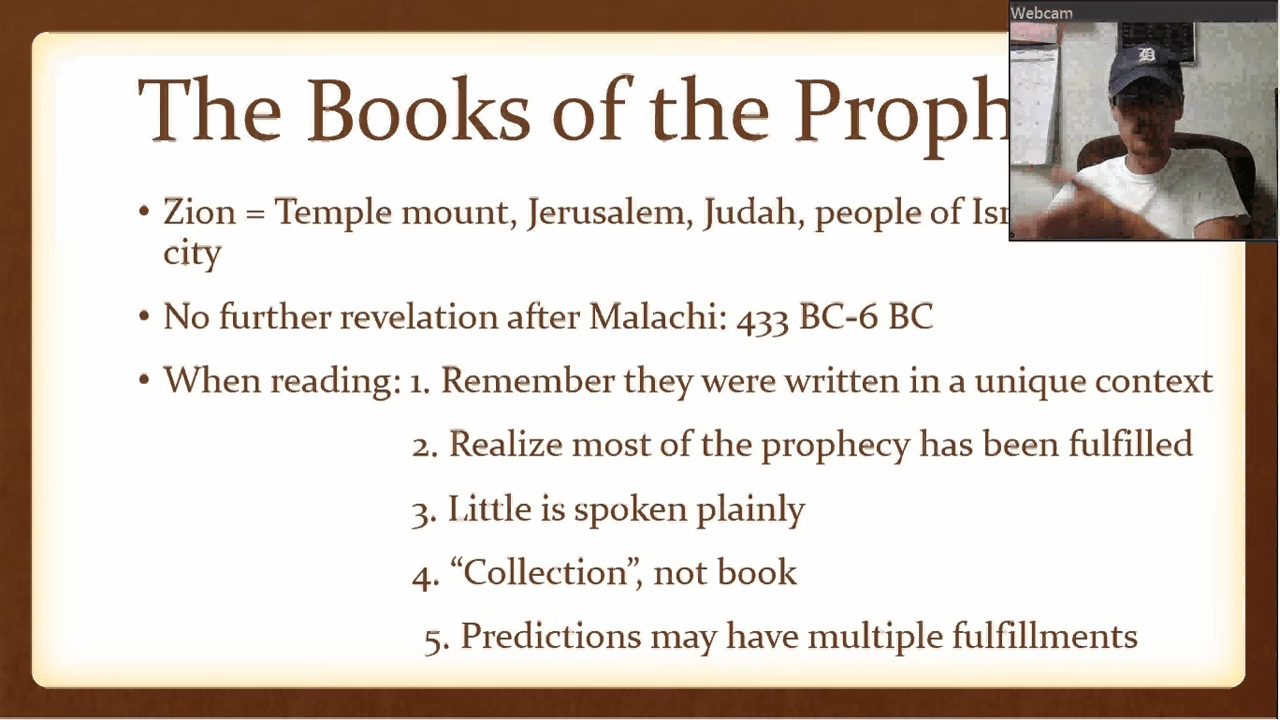 Webcam
D
The Books of the Proph
• Zion = Temple mount, Jerusalem, Judah, people of Isr
city
• No further revelation after Malachi: 433 BC-6 BC
• When reading: 1. Remember they were written in a unique context
2. Realize most of the prophecy has been fulfilled
3. Little is spoken plainly
4. “Collection”, not book
5. Predictions may have multiple fulfillments